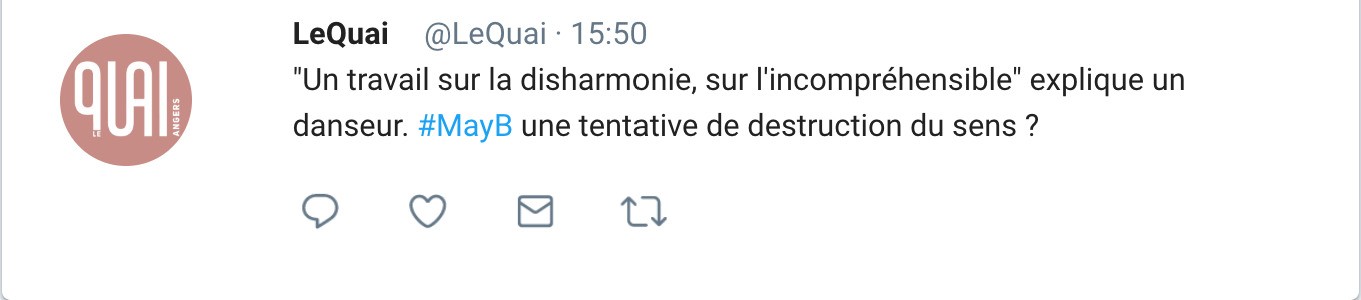 LeQuai @LeQuai · 15:50
"Un travail sur la disharmonie, sur l'incompréhensible" explique un
danseur. #MayB une tentative de destruction du sens ?
LE QUAI ANGERS